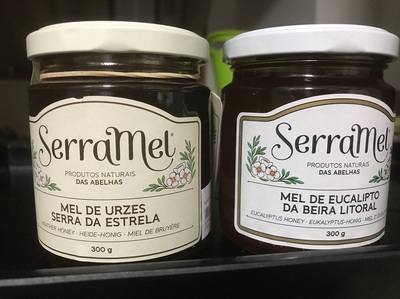 SerraMel®
PRODUTOS NATURAIS
DAS ABELHAS
MEL DE URZES
SERRA DA ESTRELA
HEATHER HONEY · HEIDE-HONIG · MIEL DE BRUYÈRE
300 g
SerraMel
PRODUTOS NATURAIS
DAS ABELHAS
MEL DE EUCALIPTO
DA BEIRA LITORAL
EUCALYPTUS HONEY · EUKALYPTUS-HONIG · MIEL
300 g